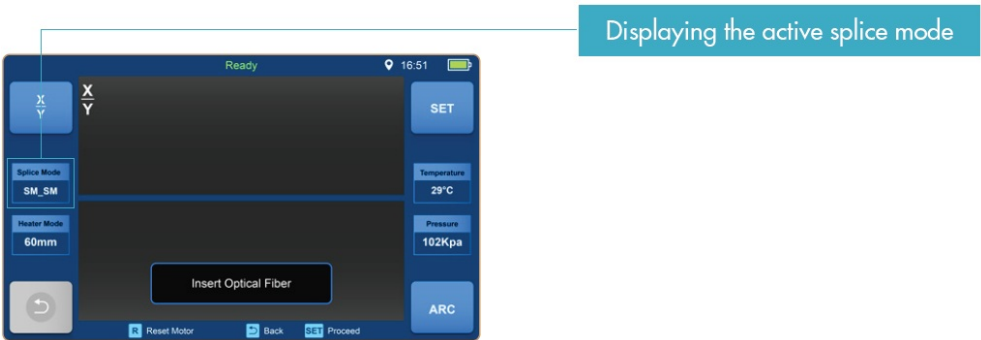 Displaying the active splice mode
Ready
16:51
X
Y
X
Y
SET
Splice Mode
SM_SM
Temperature
29°C
Heater Mode
60mm
Pressure
102Kpa
Insert Optical Fiber
ARC
R Reset Motor Back SET Proceed